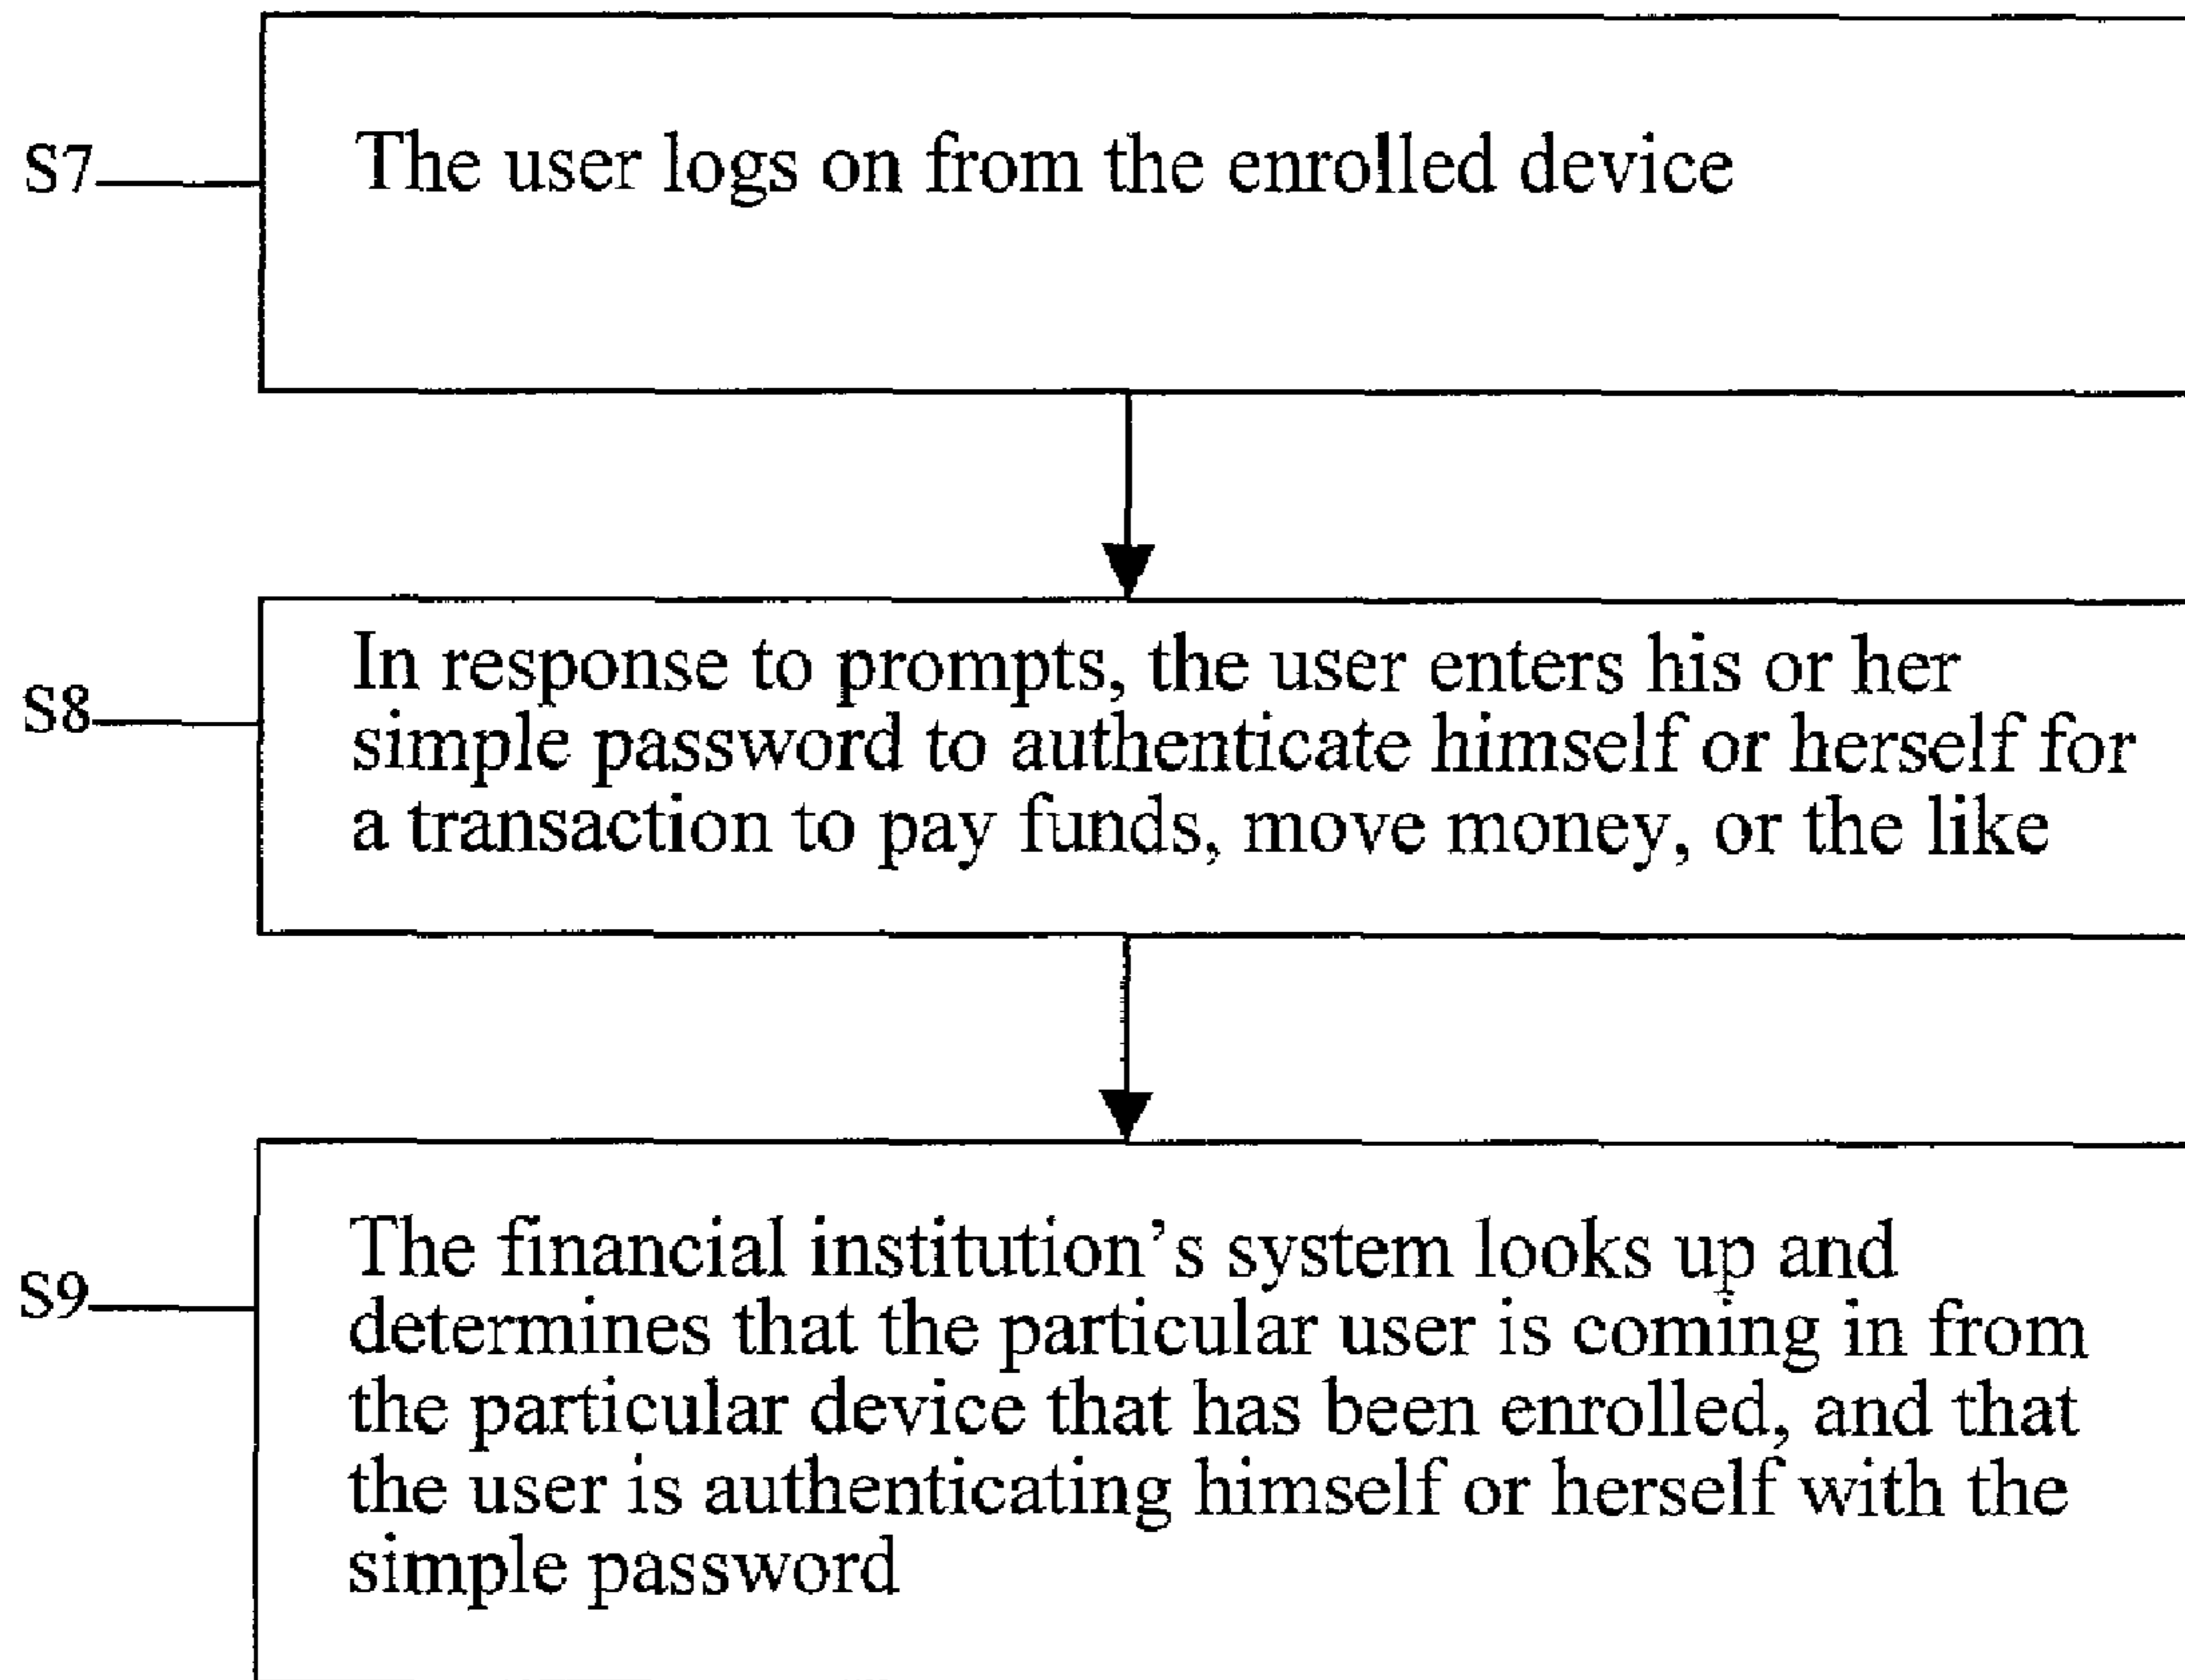 S7
The user logs on from the enrolled device
S8
In response to prompts, the user enters his or her
simple password to authenticate himself or herself for
a transaction to pay funds, move money, or the like
S9
The financial institution’s system looks up and
determines that the particular user is coming in from
the particular device that has been enrolled, and that
the user is authenticating himself or herself with the
simple password